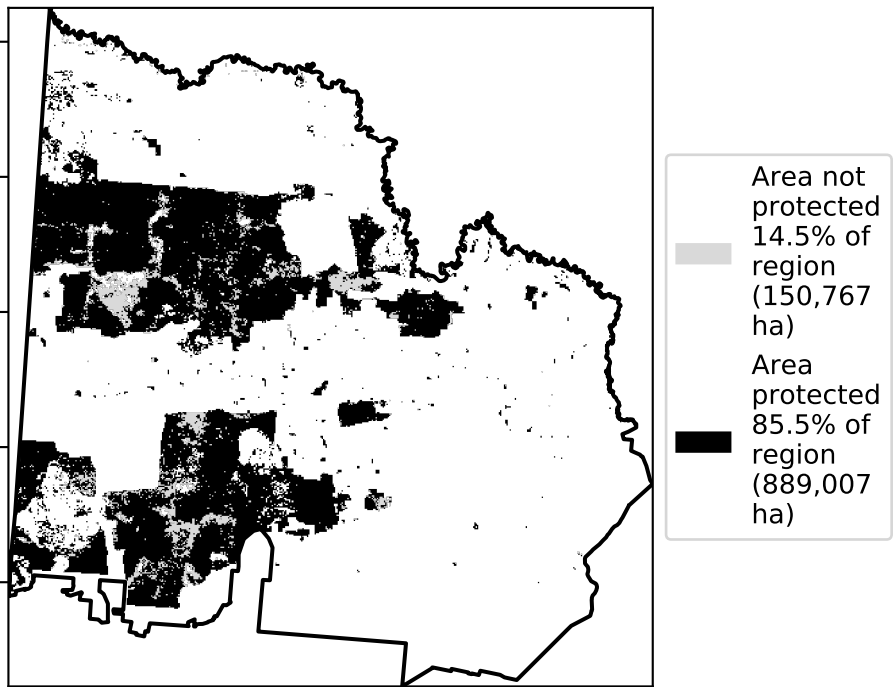 Area not
protected
14.5% of
region
(150,767
ha)
Area
protected
85.5% of
region
(889,007
ha)